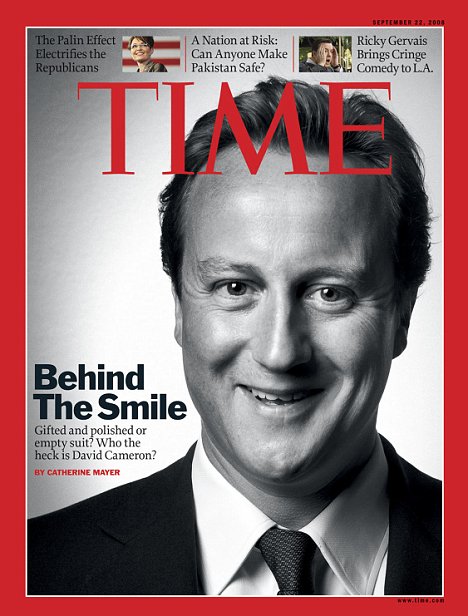 SEPTEMBER 22, 2008
The Palin Effect
Electrifies the
Republicans
A Nation at Risk:
Can Anyone Make
Pakistan Safe?
Ricky Gervais
Brings Cringe
Comedy to L.A.
TIME
Behind
The Smile
Gifted and polished or
empty suit? Who the
heck is David Cameron?
BY CATHERINE MAYER
www.time.com